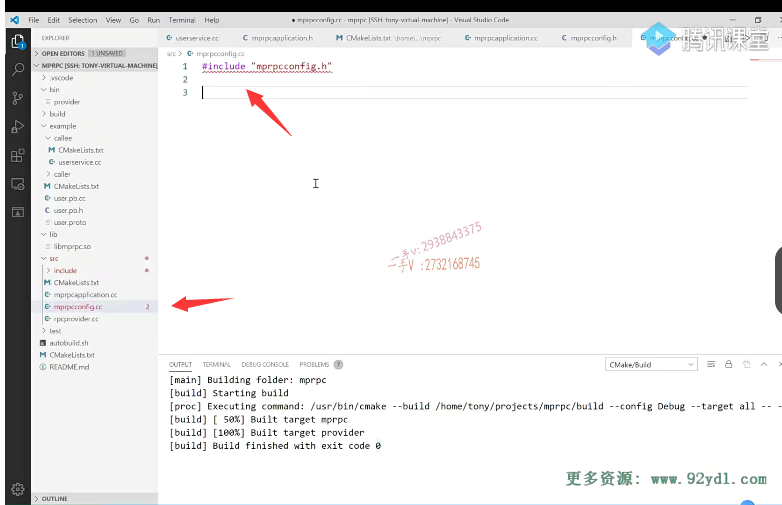 File Edit Selection View Go Run Terminal Help
● mprpcconfig.cc - mprpc [SSH: tony-virtual-machine] - Visual Studio Code
EXPLORER
userservice.cc mprpcapplication.h CMakeLists.txt \home\...\mprpc mprpcapplication.cc mprpcconfig.h
腾讯课堂
OPEN EDITORS 1 UNSAVED
src > mprpcconfig.cc
MPRPC [SSH: TONY-VIRTUAL-MACHINE]
.vscode
bin
provider
build
example
callee
CMakeLists.txt
userservice.cc
caller
CMakeLists.txt
user.pb.cc
user.pb.h
user.proto
lib
libmprpc.so
src
include
CMakeLists.txt
mprpcapplication.cc
mprpcconfig.cc 2
rpcprovider.cc
test
autobuild.sh
CMakeLists.txt
README.md
OUTLINE
1 #include "mprpcconfig.h"
2
3
一手v: 2938843375
一手V :2732168745
OUTPUT TERMINAL DEBUG CONSOLE PROBLEMS 7 CMake/Build
[main] Building folder: mprpc
[build] Starting build
[proc] Executing command: /usr/bin/cmake --build /home/tony/projects/mprpc/build --config Debug --target all -- -
[build] [ 50%] Built target mprpc
[build] [100%] Built target provider
[build] Build finished with exit code 0
更多资源: www.92ydl.com